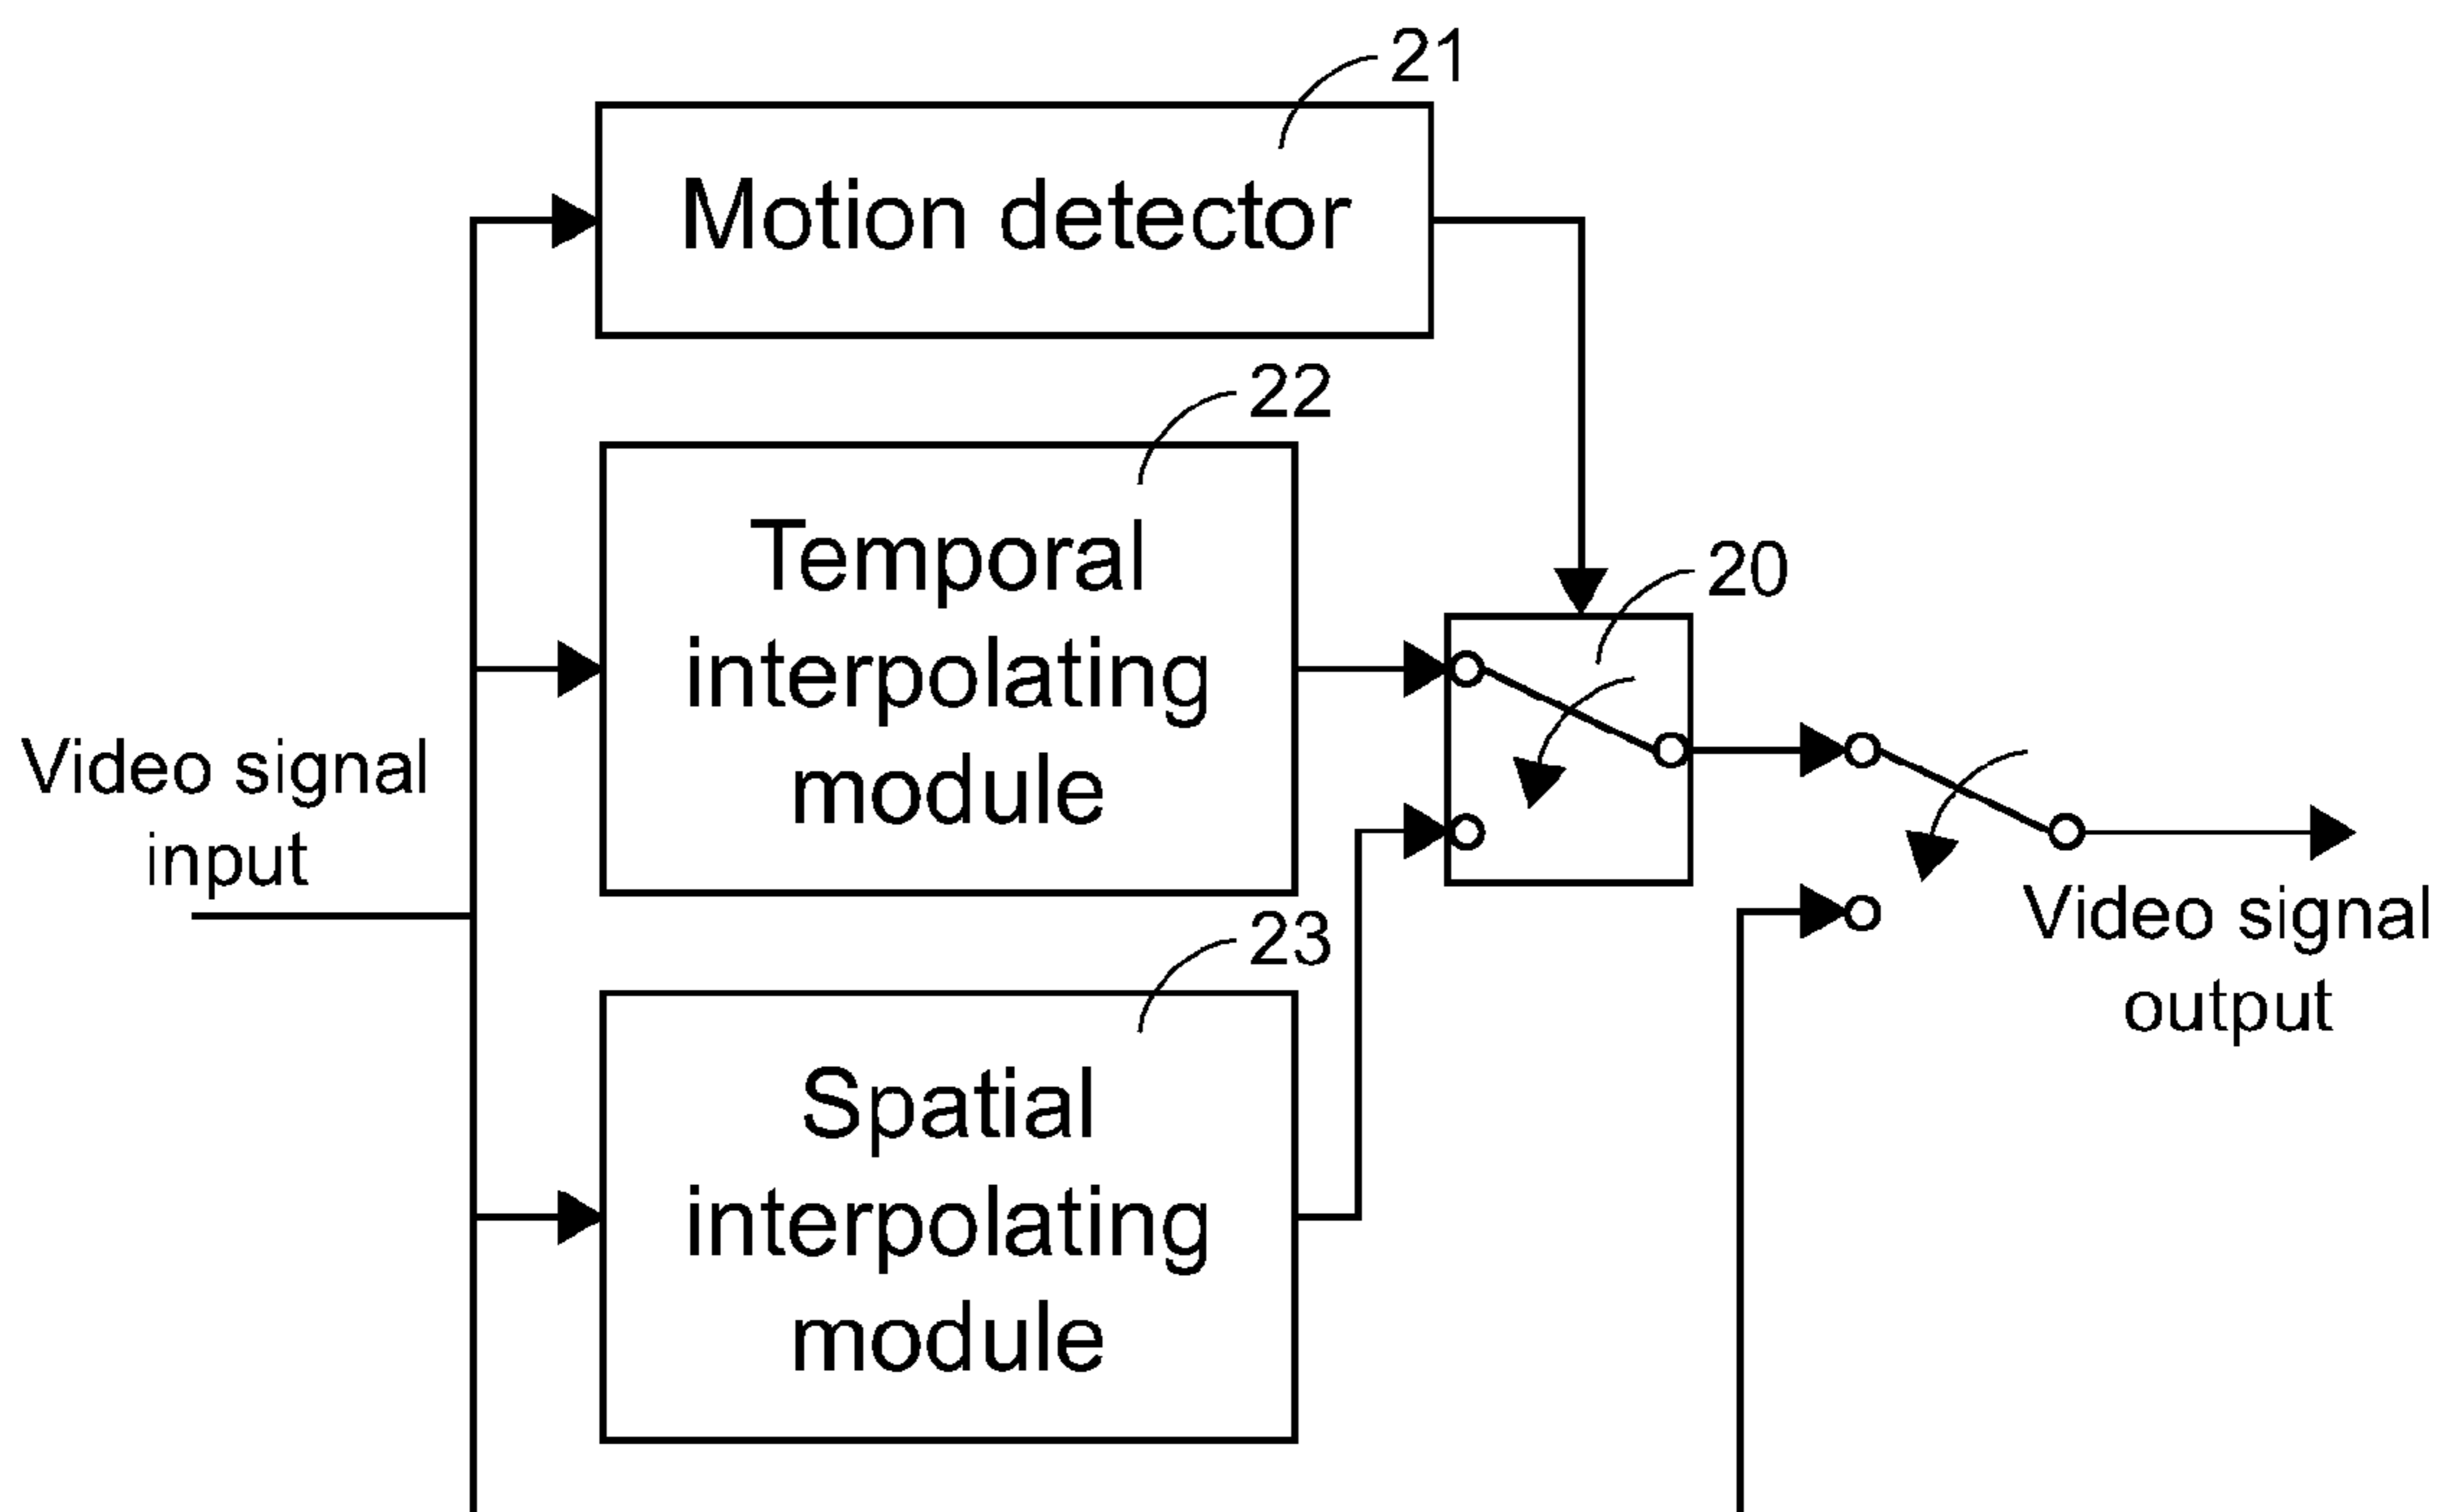 21
Motion detector
22
Temporal
interpolating
module
20
Video signal
input
Video signal
output
23
Spatial
interpolating
module